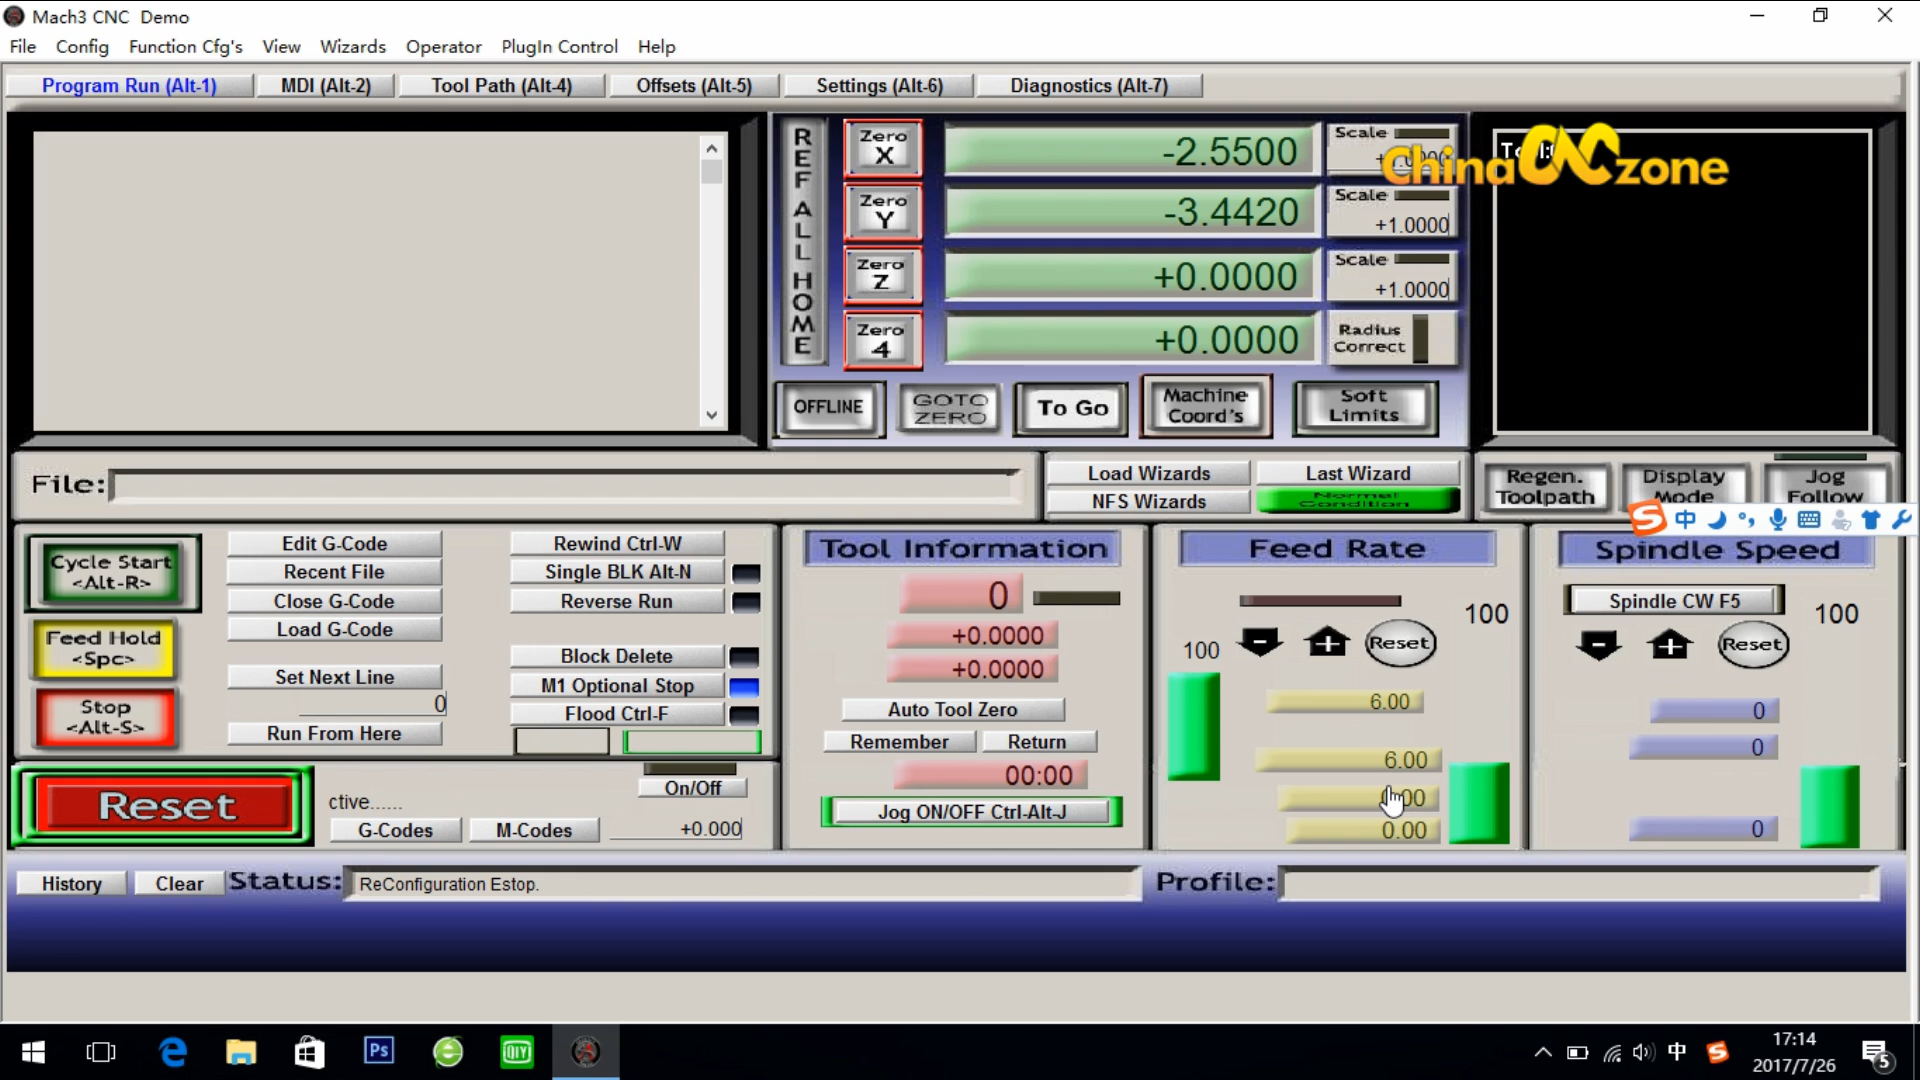 Mach3 CNC Demo
File Config Function Cfg's View Wizards Operator PlugIn Control Help
Program Run (Alt-1) MDI (Alt-2) Tool Path (Alt-4) Offsets (Alt-5) Settings (Alt-6) Diagnostics (Alt-7)
REF ALL HOME
Zero X -2.5500 Scale
Zero Y -3.4420 Scale +1.0000
Zero Z +0.0000 Scale +1.0000
Zero 4 +0.0000 Radius Correct
ChinaCNCzone
OFFLINE GOTO ZERO To Go Machine Coord's Soft Limits
File:
Load Wizards Last Wizard
NFS Wizards Normal Condition
Regen. Toolpath Display Mode Jog Follow
中
Cycle Start <Alt-R>
Feed Hold <Spc>
Stop <Alt-S>
Edit G-Code
Recent File
Close G-Code
Load G-Code
Set Next Line
0
Run From Here
Rewind Ctrl-W
Single BLK Alt-N
Reverse Run
Block Delete
M1 Optional Stop
Flood Ctrl-F
Reset
ctive......
G-Codes M-Codes
On/Off
+0.000
Tool Information
0
+0.0000
+0.0000
Auto Tool Zero
Remember Return
00:00
Jog ON/OFF Ctrl-Alt-J
Feed Rate
100
100 Reset
6.00
6.00
0.00
Spindle Speed
Spindle CW F5 100
Reset
0
0
0
History Clear Status: ReConfiguration Estop. Profile:
Ps QIY 中 17:14
2017/7/26 5